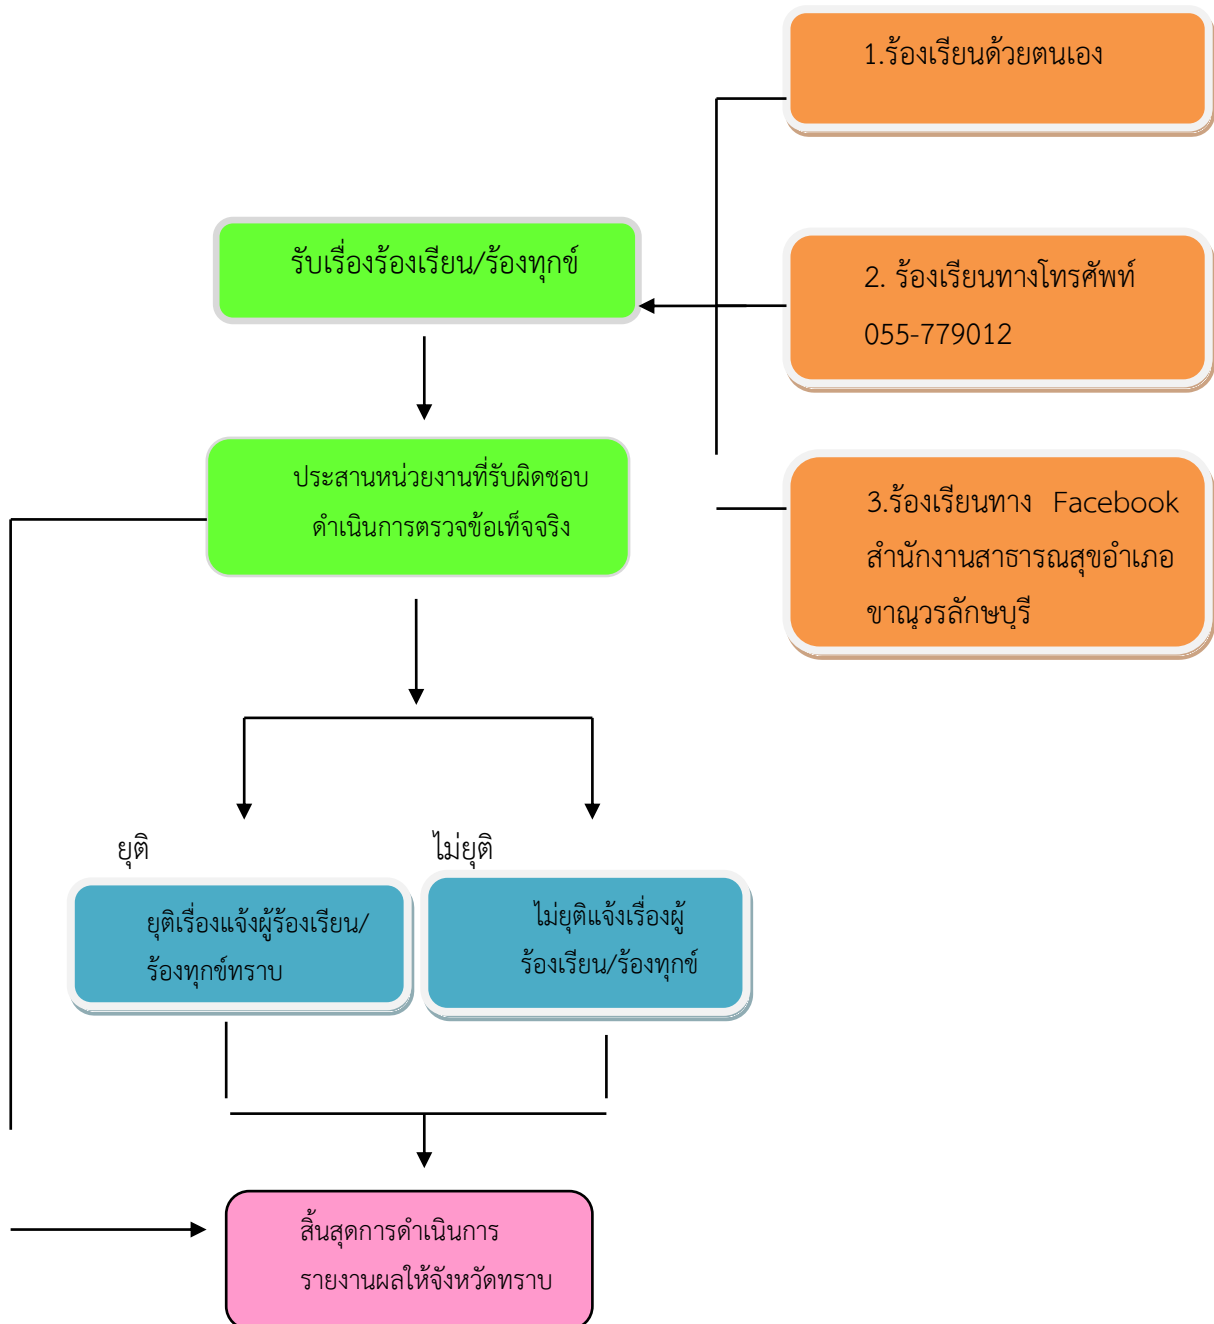 1.ร้องเรียนด้วยตนเอง
รับเรื่องร้องเรียน/ร้องทุกข์
2. ร้องเรียนทางโทรศัพท์
055-779012
ประสานหน่วยงานที่รับผิดชอบ
ดำเนินการตรวจข้อเท็จจริง
3.ร้องเรียนทาง Facebook
สำนักงานสาธารณสุขอำเภอ
ขาณุวรลักษบุรี
ยุติ
ไม่ยุติ
ยุติเรื่องแจ้งผู้ร้องเรียน/
ร้องทุกข์ทราบ
ไม่ยุติแจ้งเรื่องผู้
ร้องเรียน/ร้องทุกข์
สิ้นสุดการดำเนินการ
รายงานผลให้จังหวัดทราบ